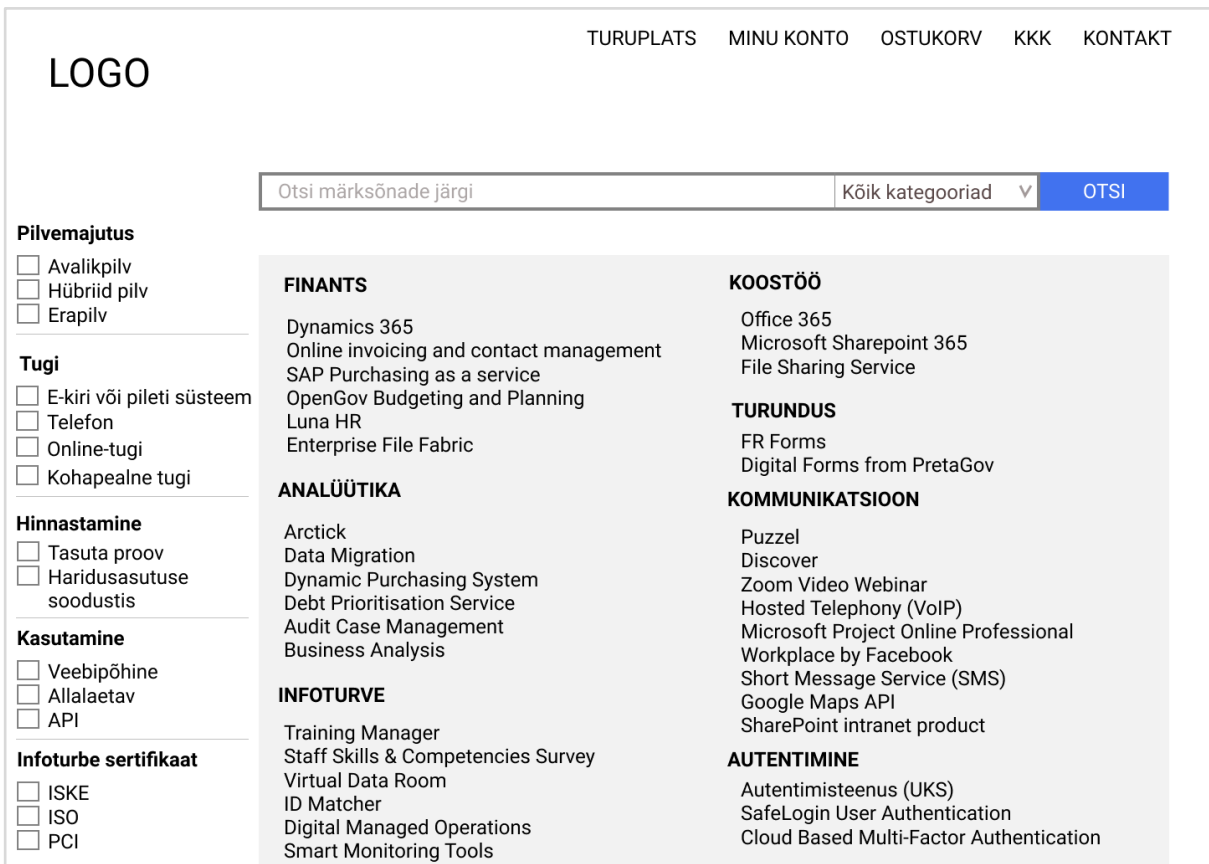 LOGO
TURUPLATS MINU KONTO OSTUKORV KKK KONTAKT
Otsi märksõnade järgi Kõik kategooriad OTSI
Pilvemajutus
Avalikpilv
Hübriid pilv
Erapilv
Tugi
E-kiri või pileti süsteem
Telefon
Online-tugi
Kohapealne tugi
Hinnastamine
Tasuta proov
Haridusasutuse
soodustis
Kasutamine
Veebipõhine
Allalaetav
API
Infoturbe sertifikaat
ISKE
ISO
PCI
FINANTS
Dynamics 365
Online invoicing and contact management
SAP Purchasing as a service
OpenGov Budgeting and Planning
Luna HR
Enterprise File Fabric
ANALÜÜTIKA
Arctick
Data Migration
Dynamic Purchasing System
Debt Prioritisation Service
Audit Case Management
Business Analysis
INFOTURVE
Training Manager
Staff Skills & Competencies Survey
Virtual Data Room
ID Matcher
Digital Managed Operations
Smart Monitoring Tools
KOOSTÖÖ
Office 365
Microsoft Sharepoint 365
File Sharing Service
TURUNDUS
FR Forms
Digital Forms from PretaGov
KOMMUNIKATSIOON
Puzzel
Discover
Zoom Video Webinar
Hosted Telephony (VoIP)
Microsoft Project Online Professional
Workplace by Facebook
Short Message Service (SMS)
Google Maps API
SharePoint intranet product
AUTENTIMINE
Autentimisteenus (UKS)
SafeLogin User Authentication
Cloud Based Multi-Factor Authentication